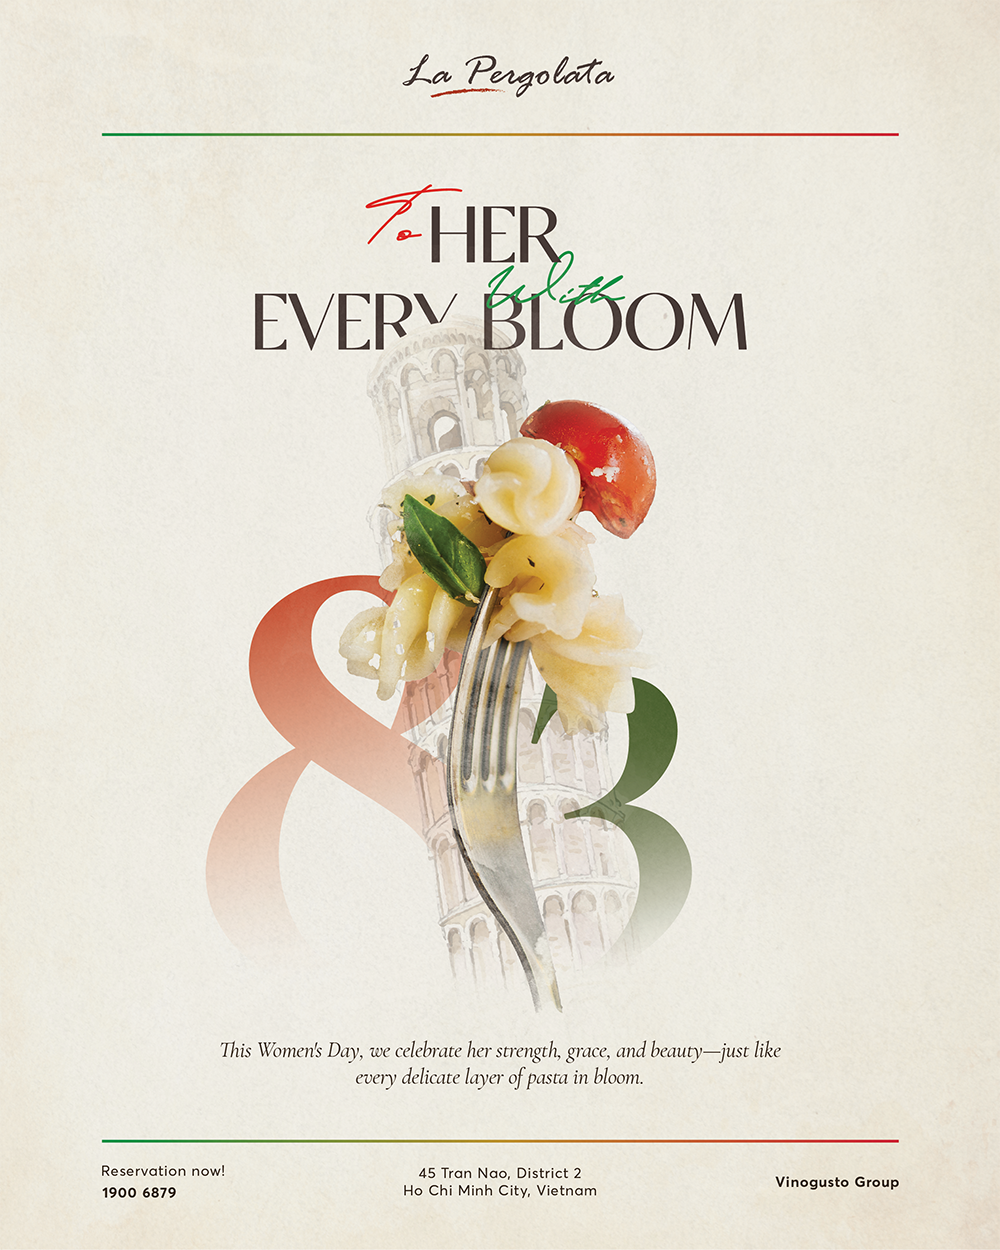 La Pergolata
To HER
With
EVERY BLOOM
8 3
This Women's Day, we celebrate her strength, grace, and beauty—just like
every delicate layer of pasta in bloom.
Reservation now!
1900 6879
45 Tran Nao, District 2
Ho Chi Minh City, Vietnam
Vinogusto Group